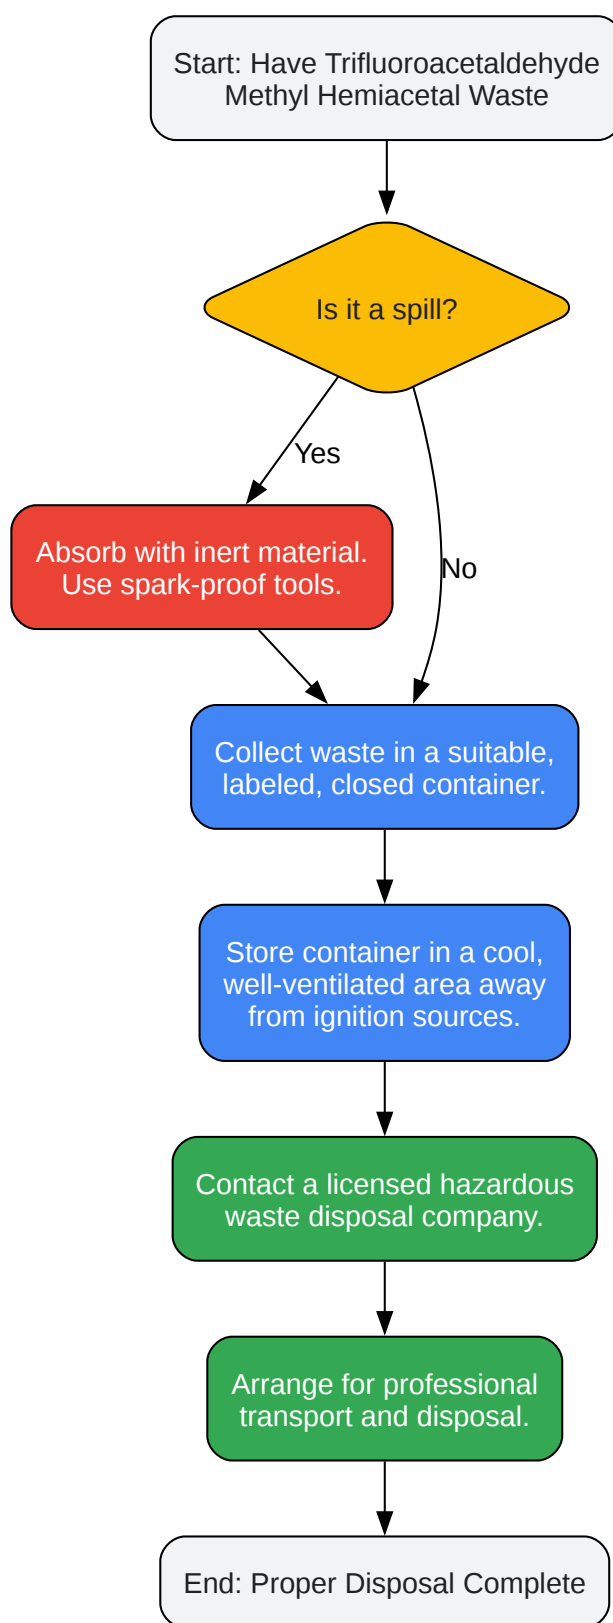 Start: Have Trifluoroacetaldehyde
Methyl Hemiacetal Waste
Is it a spill?
Yes
Absorb with inert material.
Use spark-proof tools.
No
Collect waste in a suitable,
labeled, closed container.
Store container in a cool,
well-ventilated area away
from ignition sources.
Contact a licensed hazardous
waste disposal company.
Arrange for professional
transport and disposal.
End: Proper Disposal Complete